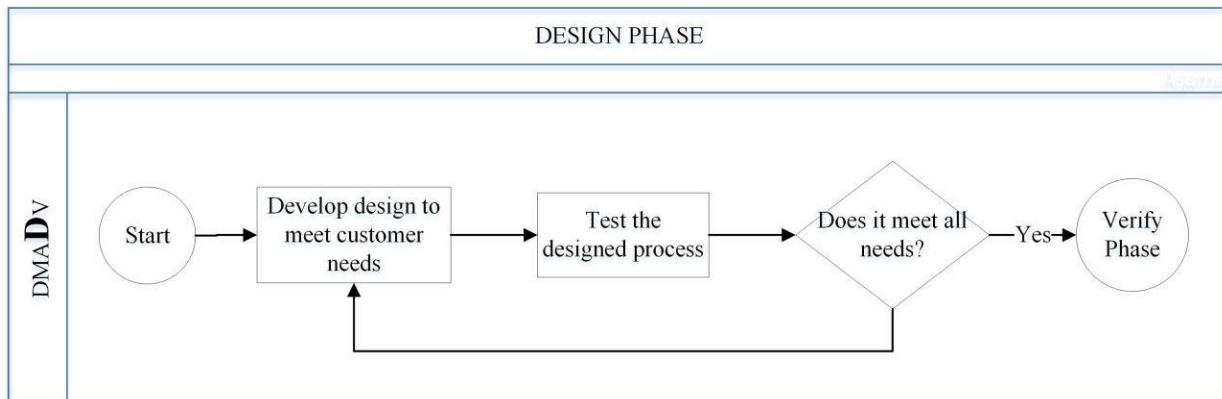 DESIGN PHASE
DMADV
Start
Develop design to
meet customer
needs
Test the
designed process
Does it meet all
needs?
Yes
Verify
Phase